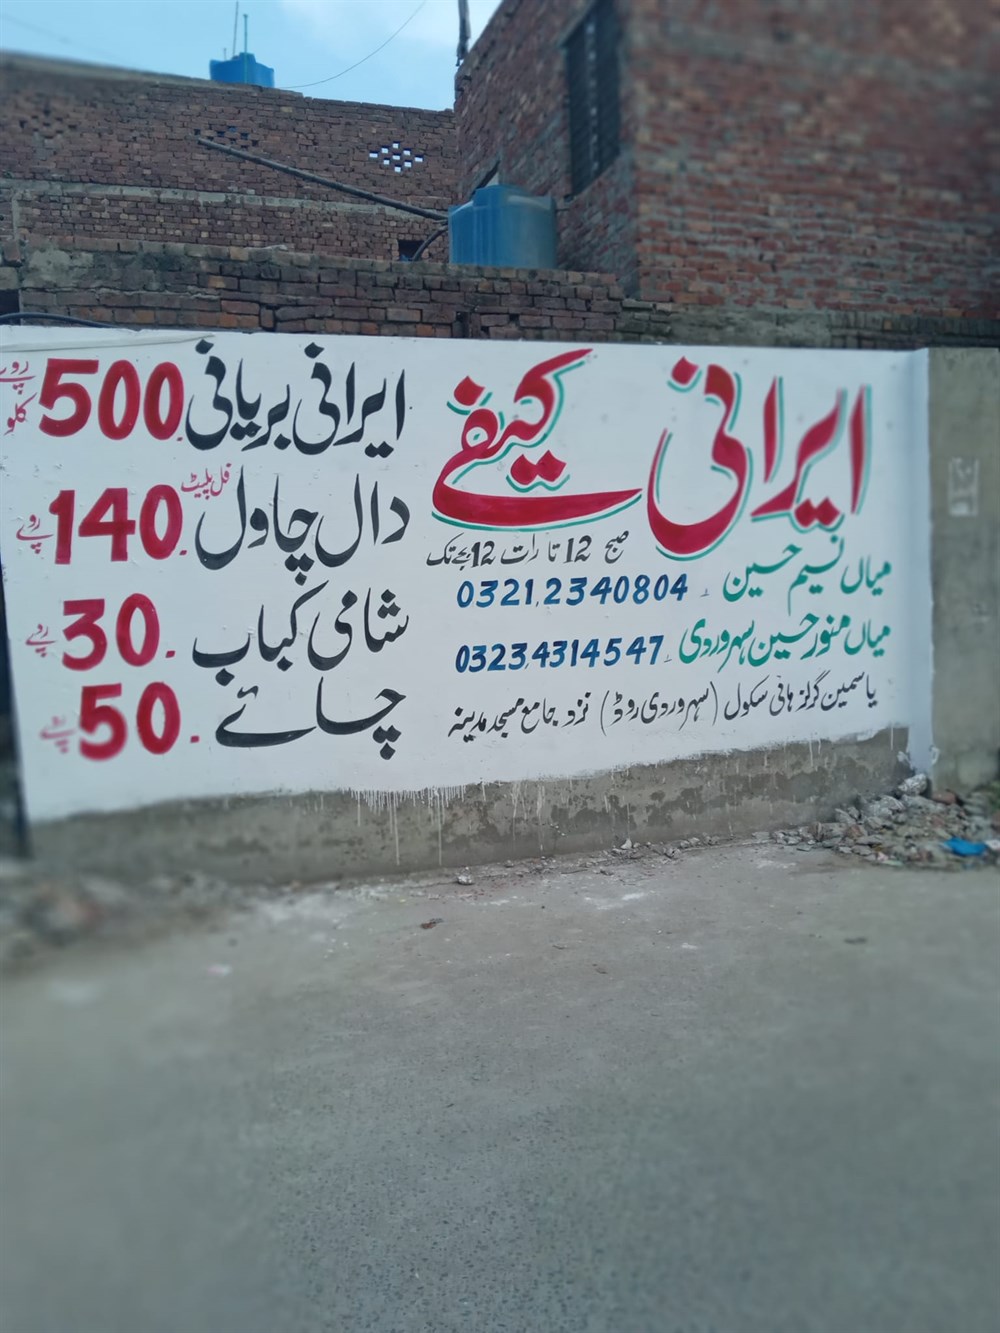 ایرانی کیفے
صبح 12 تا رات 12 بجے تک
میاں نسیم حسین ۔ 0321,2340804
میاں منور حسین سہروردی ۔ 0323,4314547
یاسمین گرلز ہائی سکول (سہروردی روڈ) نزد جامع مسجد مدینہ
ایرانی بریانی 500 روپے کلو
دال چاول فل پلیٹ 140 روپے
شامی کباب 30 روپے
چائے 50 روپے